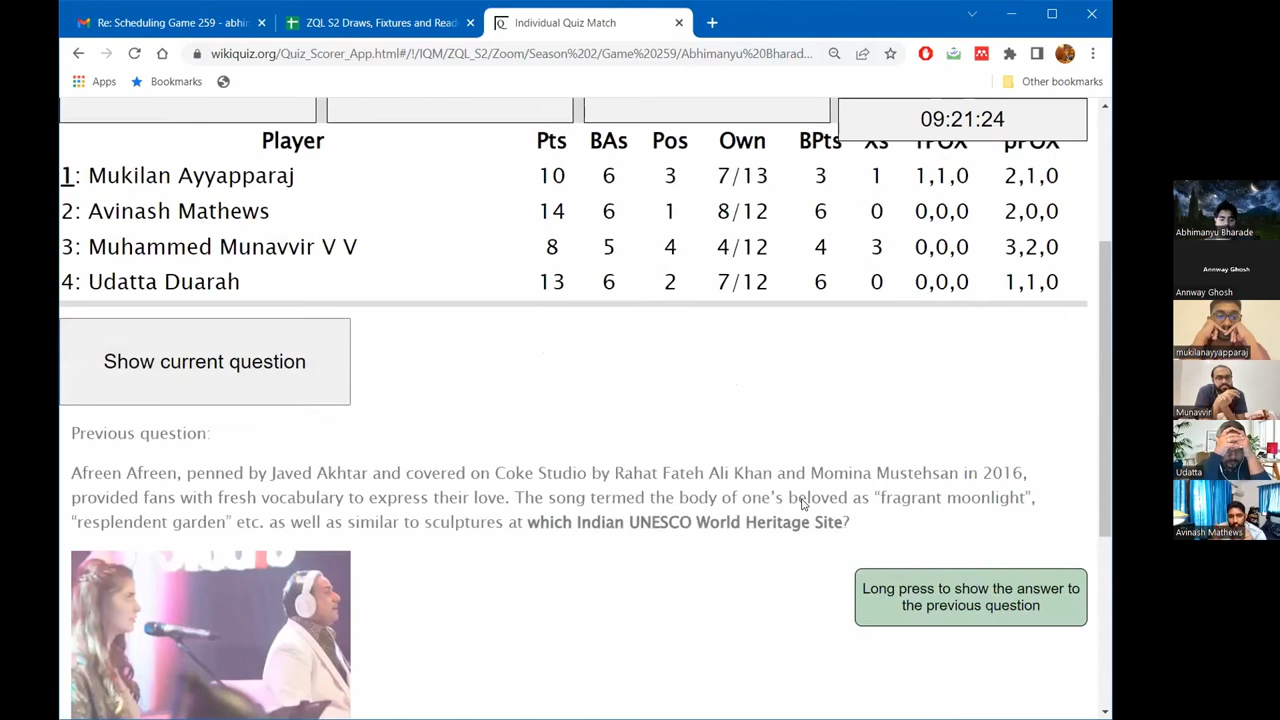 Re: Scheduling Game 259 - abhi
ZQL S2 Draws, Fixtures and Read
Individual Quiz Match
wikiquiz.org/Quiz_Scorer_App.html#/!/IQM/ZQL_S2/Zoom/Season%202/Game%20259/Abhimanyu%20Bharad...
Apps Bookmarks Other bookmarks
09:21:24
Player Pts BAs Pos Own BPts Xs
1: Mukilan Ayyapparaj 10 6 3 7/13 3 1 1,1,0 2,1,0
2: Avinash Mathews 14 6 1 8/12 6 0 0,0,0 2,0,0
3: Muhammed Munavvir V V 8 5 4 4/12 4 3 0,0,0 3,2,0
4: Udatta Duarah 13 6 2 7/12 6 0 0,0,0 1,1,0
Show current question
Previous question:
Afreen Afreen, penned by Javed Akhtar and covered on Coke Studio by Rahat Fateh Ali Khan and Momina Mustehsan in 2016,
provided fans with fresh vocabulary to express their love. The song termed the body of one's beloved as “fragrant moonlight”,
“resplendent garden” etc. as well as similar to sculptures at which Indian UNESCO World Heritage Site?
Long press to show the answer to
the previous question
Abhimanyu Bharade
Annway Ghosh
Annway Ghosh
mukilanayyapparaj
Munavvir
Udatta
Avinash Mathews